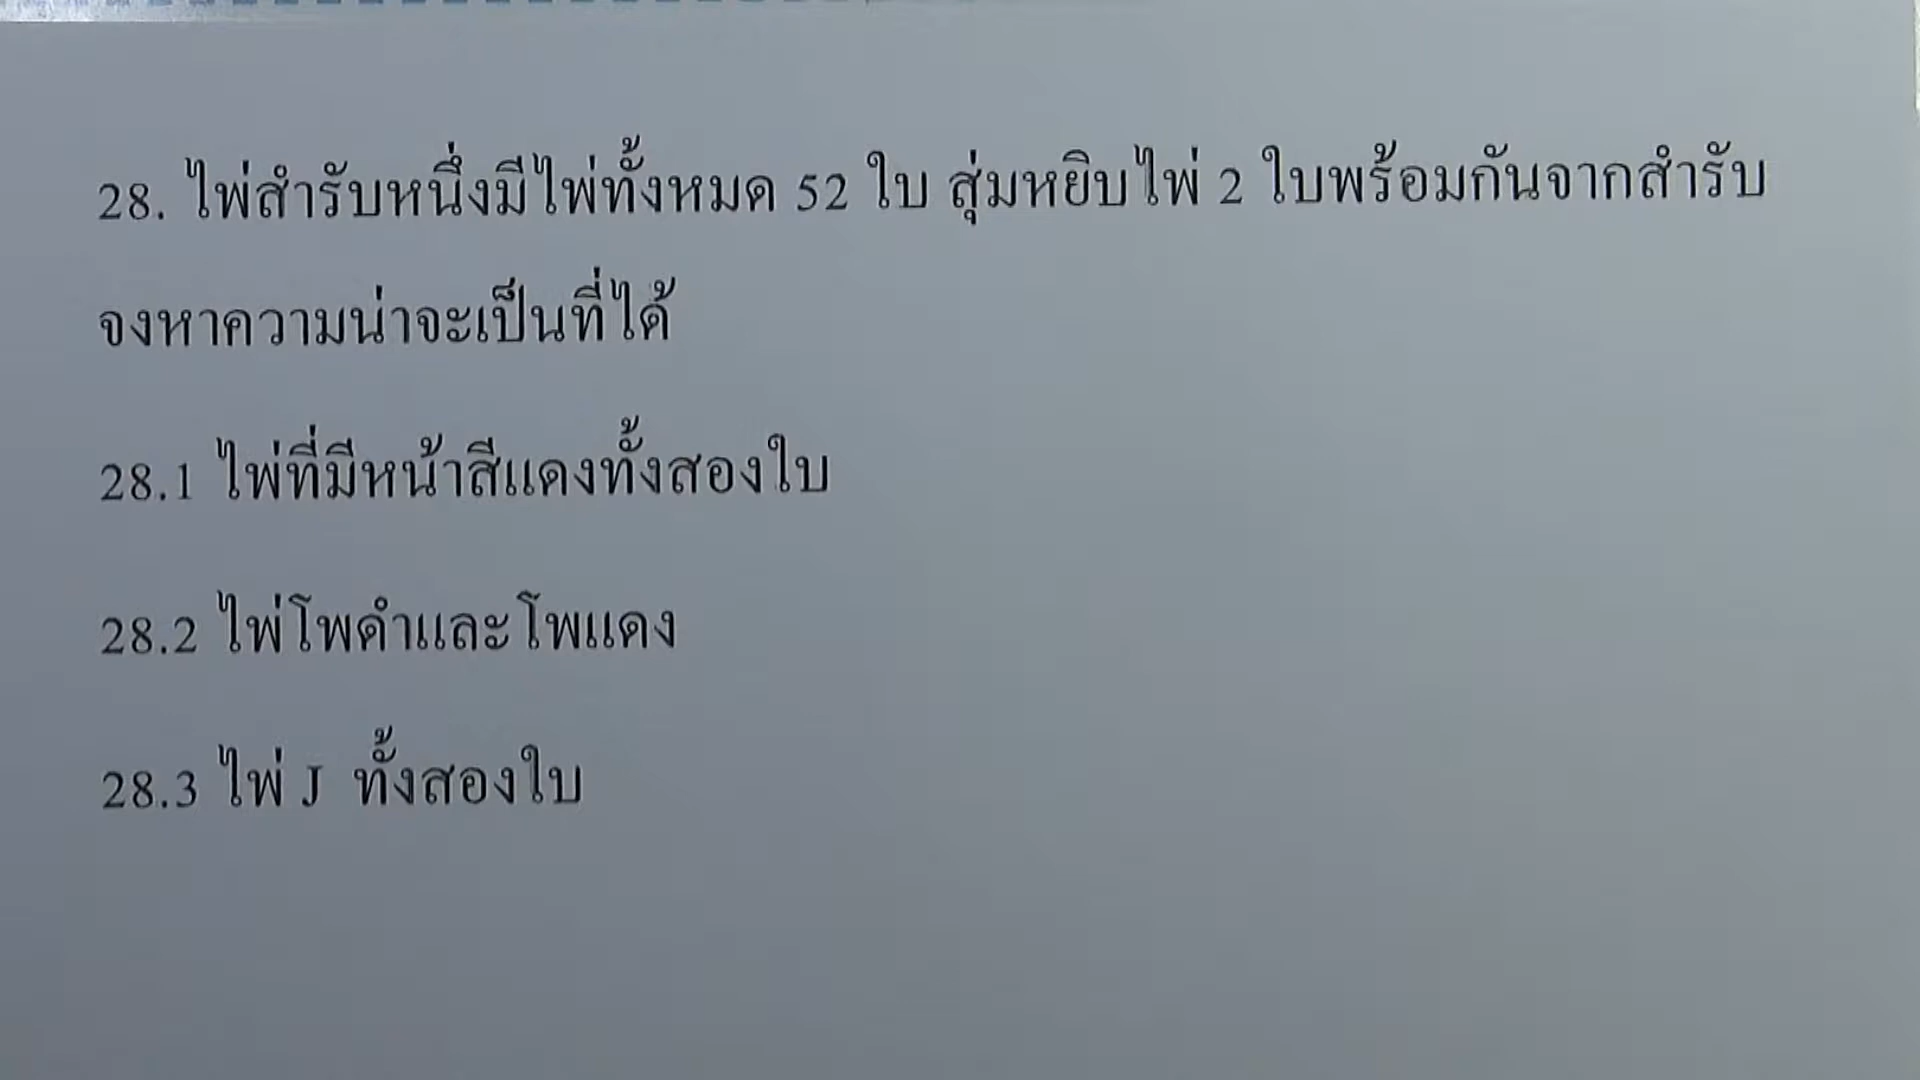 28. ไพ่สำรับหนึ่งมีไพ่ทั้งหมด 52 ใบ สุ่มหยิบไพ่ 2 ใบพร้อมกันจากสำรับ
จงหาความน่าจะเป็นที่ได้
28.1 ไพ่ที่มีหน้าสีแดงทั้งสองใบ
28.2 ไพ่โพดำและโพแดง
28.3 ไพ่ J ทั้งสองใบ